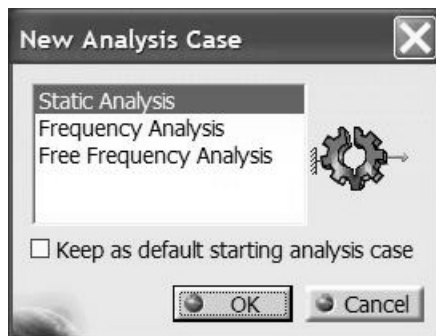 New Analysis Case
Static Analysis
Frequency Analysis
Free Frequency Analysis
Keep as default starting analysis case
OK
Cancel